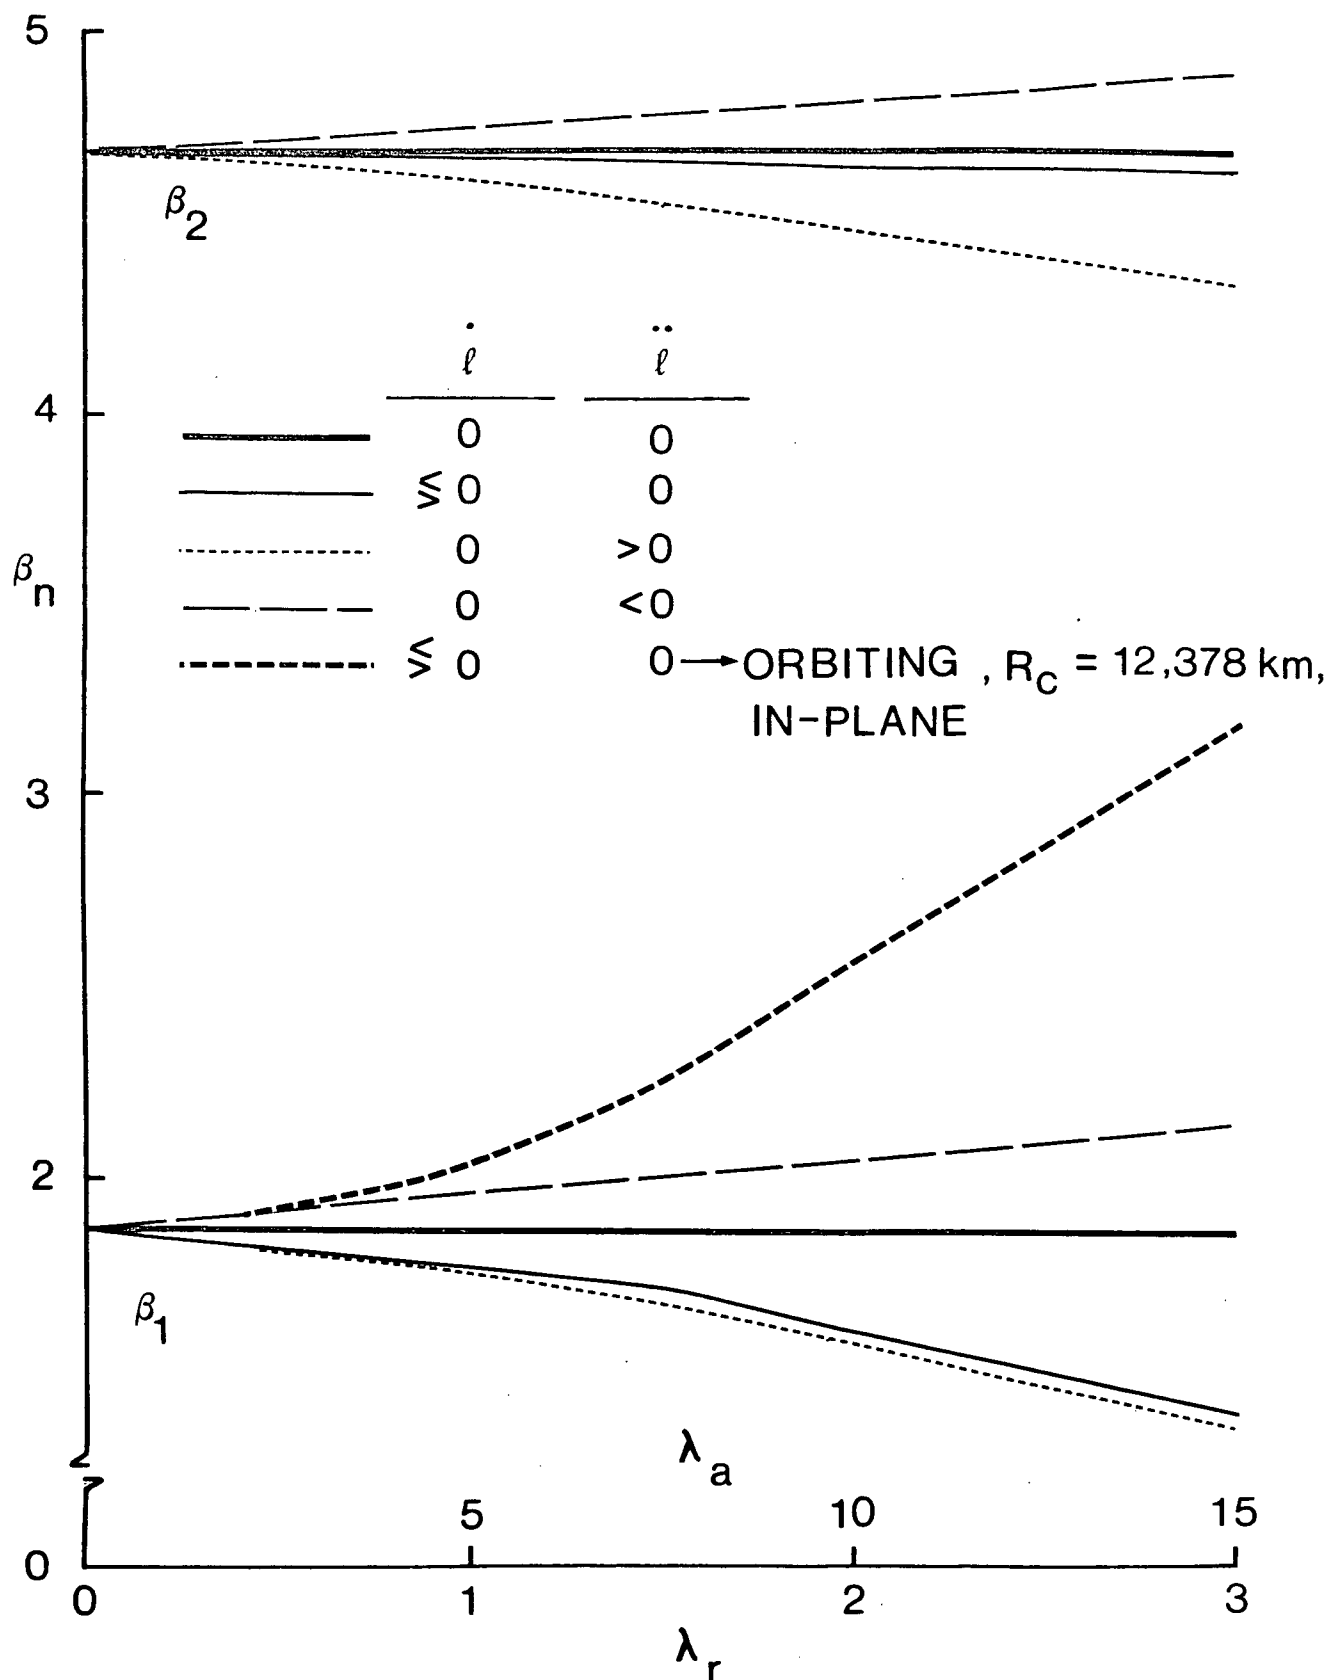 5
β2
ℓ̇ ℓ̈
4
0 0
≶ 0 0
0 >0
βn
0 <0
≶ 0 0→ORBITING , Rc = 12,378 km,
IN-PLANE
3
2
β1
λa
5 10 15
0
0 1 2 3
λr